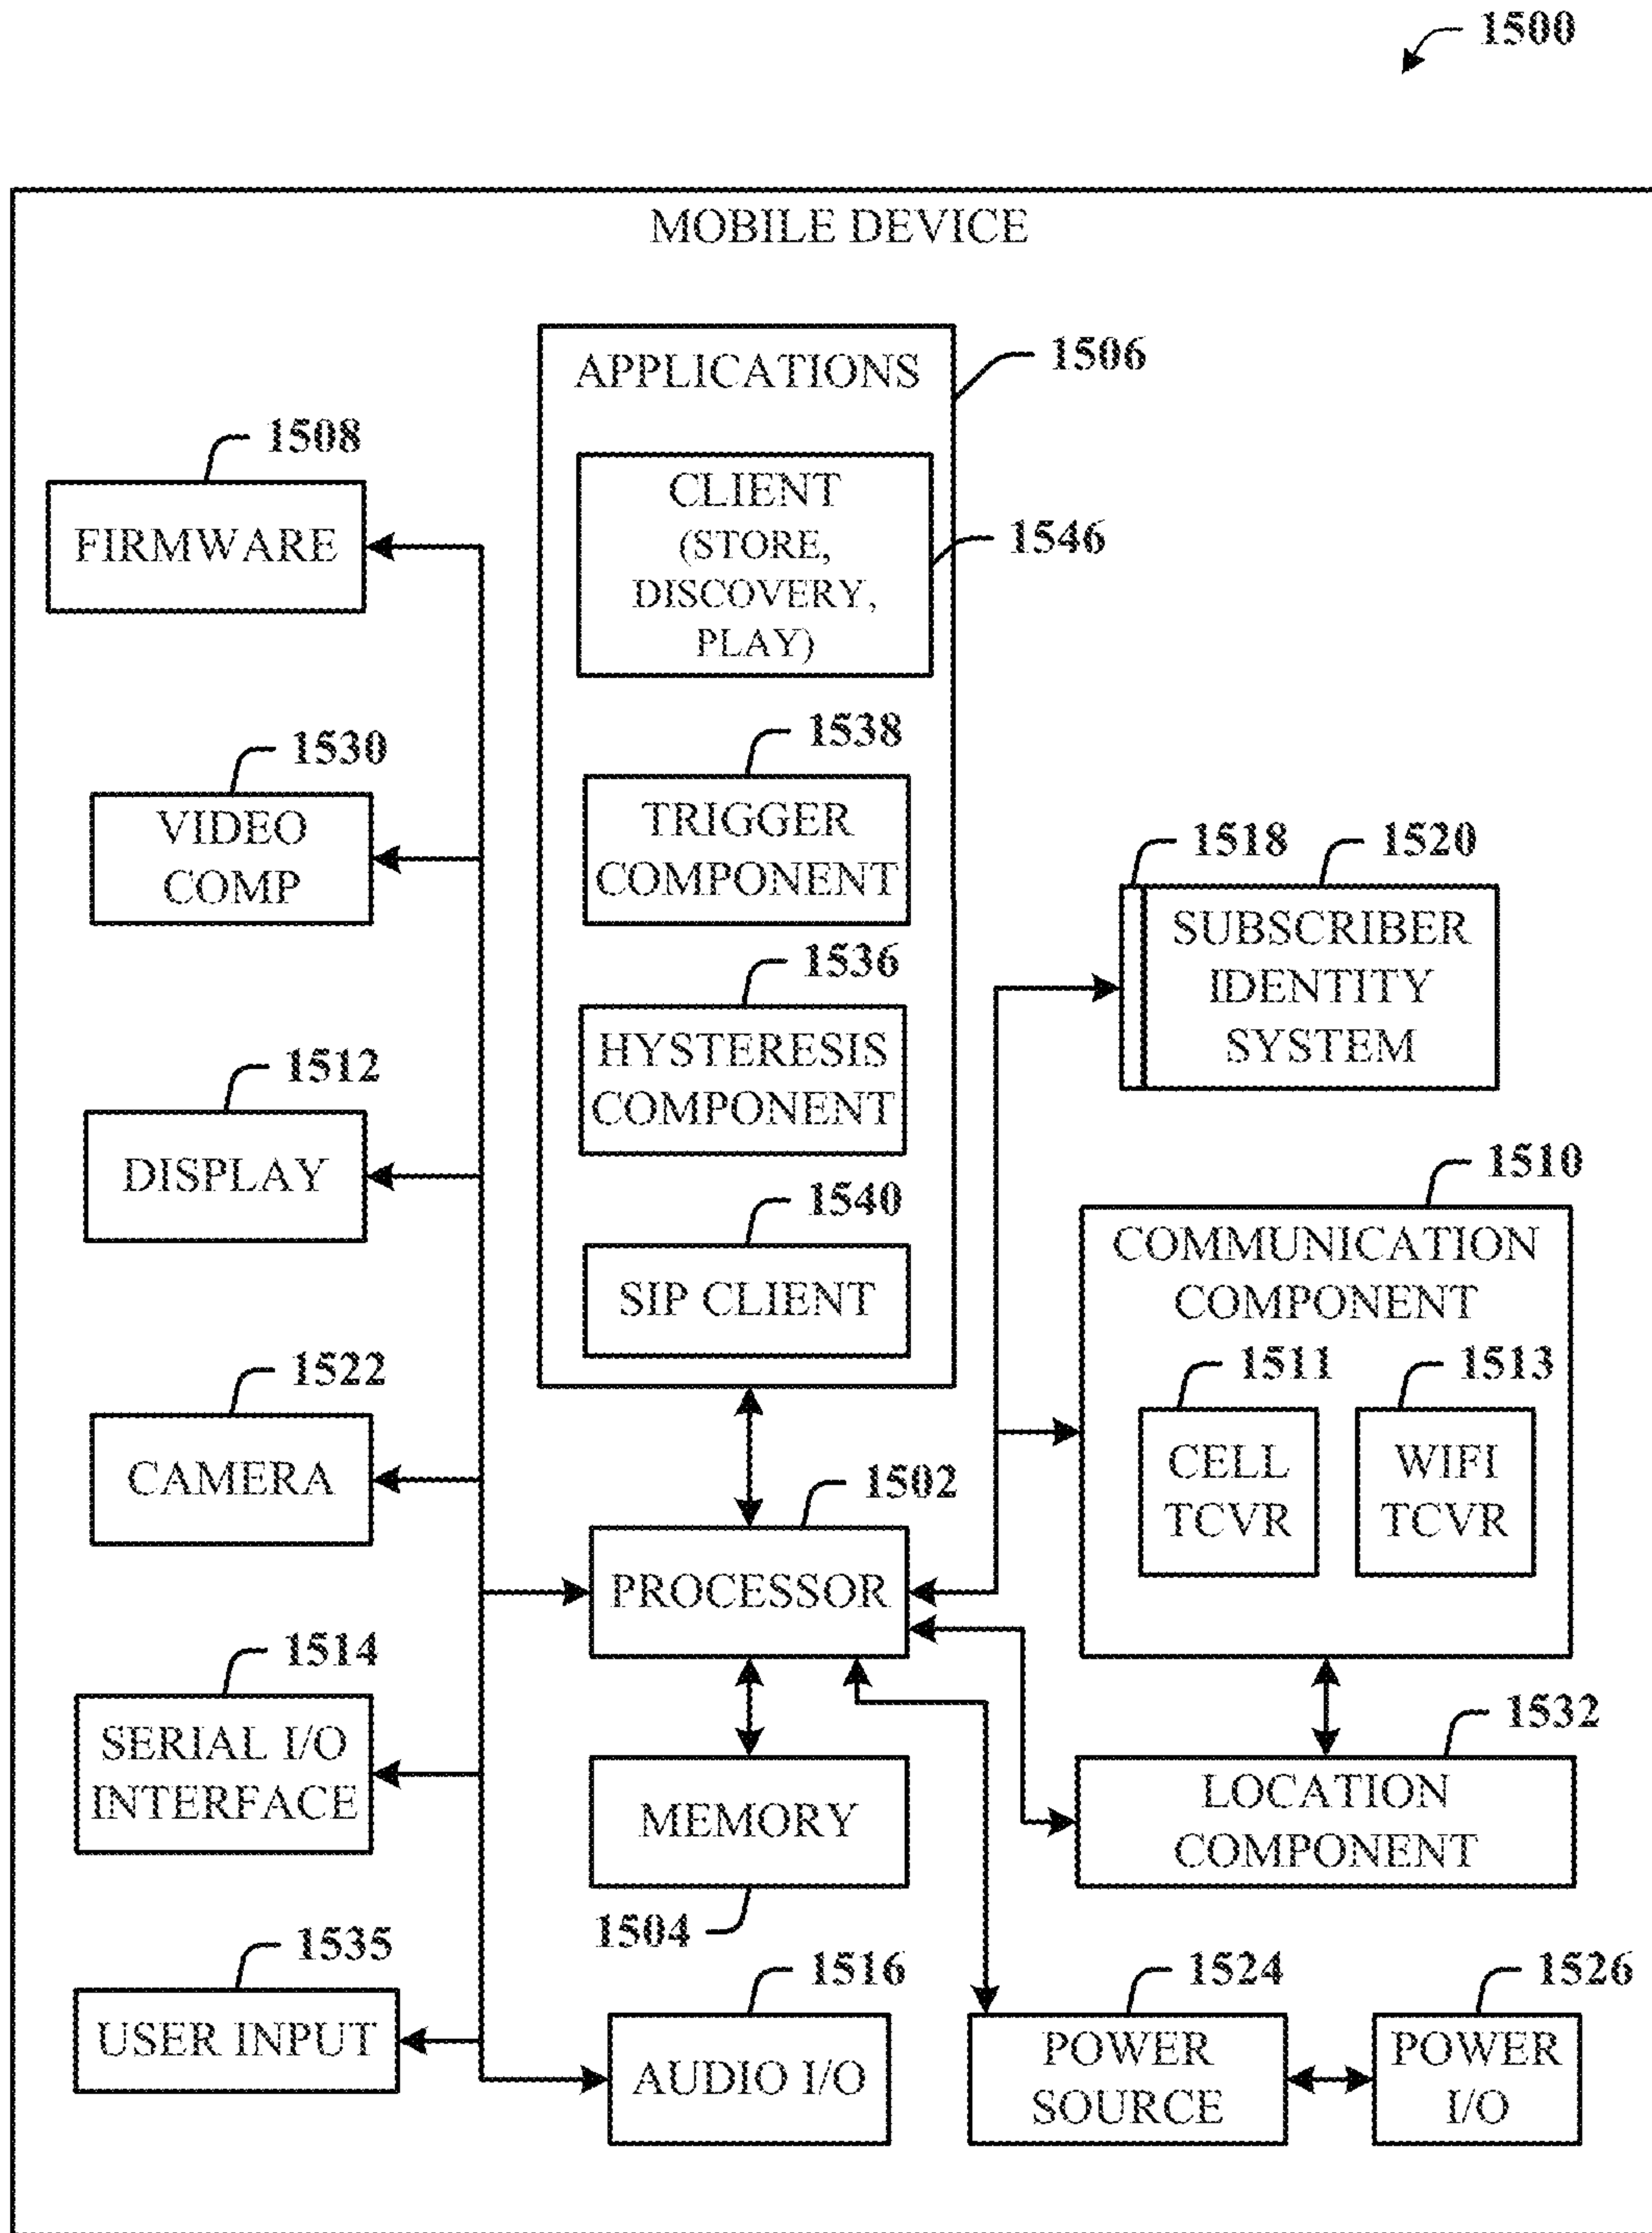 1500
MOBILE DEVICE
APPLICATIONS
1506
CLIENT
(STORE,
DISCOVERY,
PLAY)
1546
1508
FIRMWARE
1530
VIDEO
COMP
1538
TRIGGER
COMPONENT
1536
HYSTERESIS
COMPONENT
1518
1520
SUBSCRIBER
IDENTITY
SYSTEM
1512
DISPLAY
1540
SIP CLIENT
1510
COMMUNICATION
COMPONENT
1511
CELL
TCVR
1513
WIFI
TCVR
1522
CAMERA
1502
PROCESSOR
1514
SERIAL I/O
INTERFACE
MEMORY
1504
1532
LOCATION
COMPONENT
1535
USER INPUT
1516
AUDIO I/O
1524
POWER
SOURCE
1526
POWER
I/O